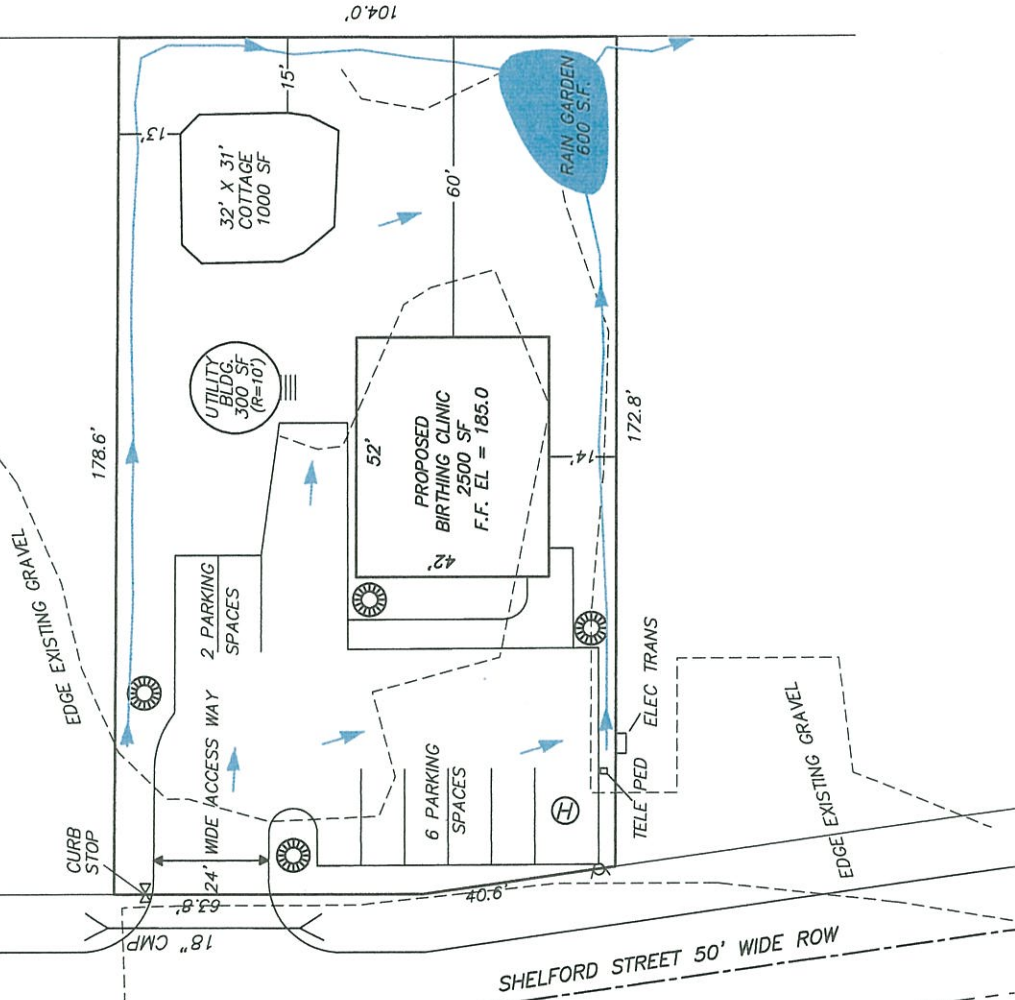 104.0'
15'
13'
32' X 31'
COTTAGE
1000 SF
RAIN GARDEN
600 S.F.
60'
UTILITY
BLDG.
300 SF
(R=10')
178.6'
52'
PROPOSED
BIRTHING CLINIC
2500 SF
F.F. EL = 185.0
42'
14'
172.8'
EDGE EXISTING GRAVEL
2 PARKING
SPACES
24' WIDE ACCESS WAY
6 PARKING
SPACES
H
ELEC TRANS
TELE PED
EDGE EXISTING GRAVEL
CURB
STOP
63.8'
40.6'
18" CMP
SHELFORD STREET 50' WIDE ROW